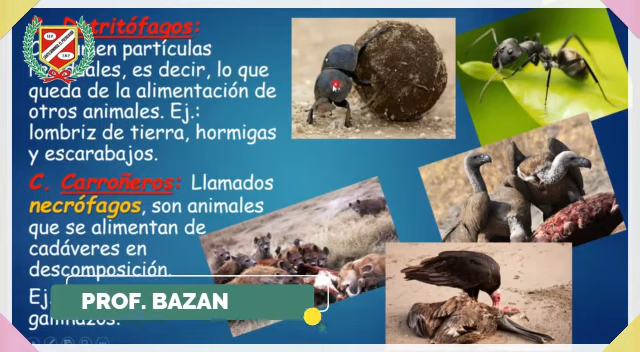 Detritófagos:
en partículas
es decir, lo que
queda de la alimentación de
otros animales. Ej.:
lombriz de tierra, hormigas
y escarabajos.
C. Carroñeros: Llamados
necrófagos, son animales
que se alimentan de
cadáveres en
descomposición.
PROF. BAZAN